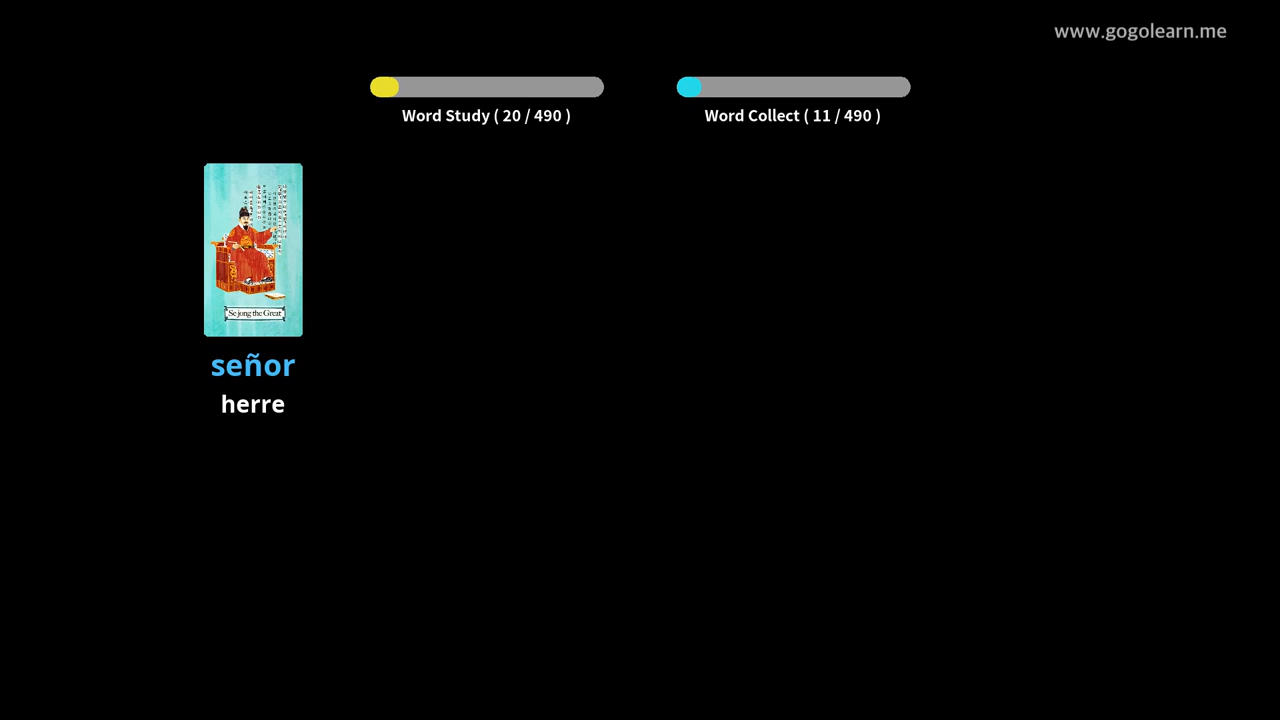 www.gogolearn.me
Word Study ( 20 / 490 )
Word Collect ( 11 / 490 )
Sejong the Great
señor
herre